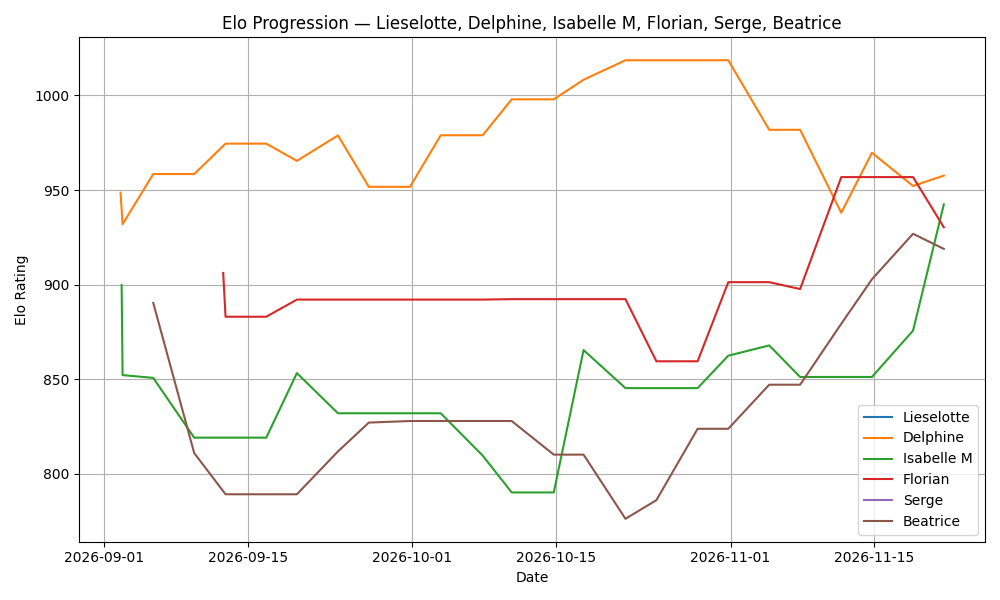 Elo Progression — Lieselotte, Delphine, Isabelle M, Florian, Serge, Beatrice
Elo Rating
1000
950
900
850
800
2026-09-01
2026-09-15
2026-10-01
2026-10-15
2026-11-01
2026-11-15
Date
Lieselotte
Delphine
Isabelle M
Florian
Serge
Beatrice